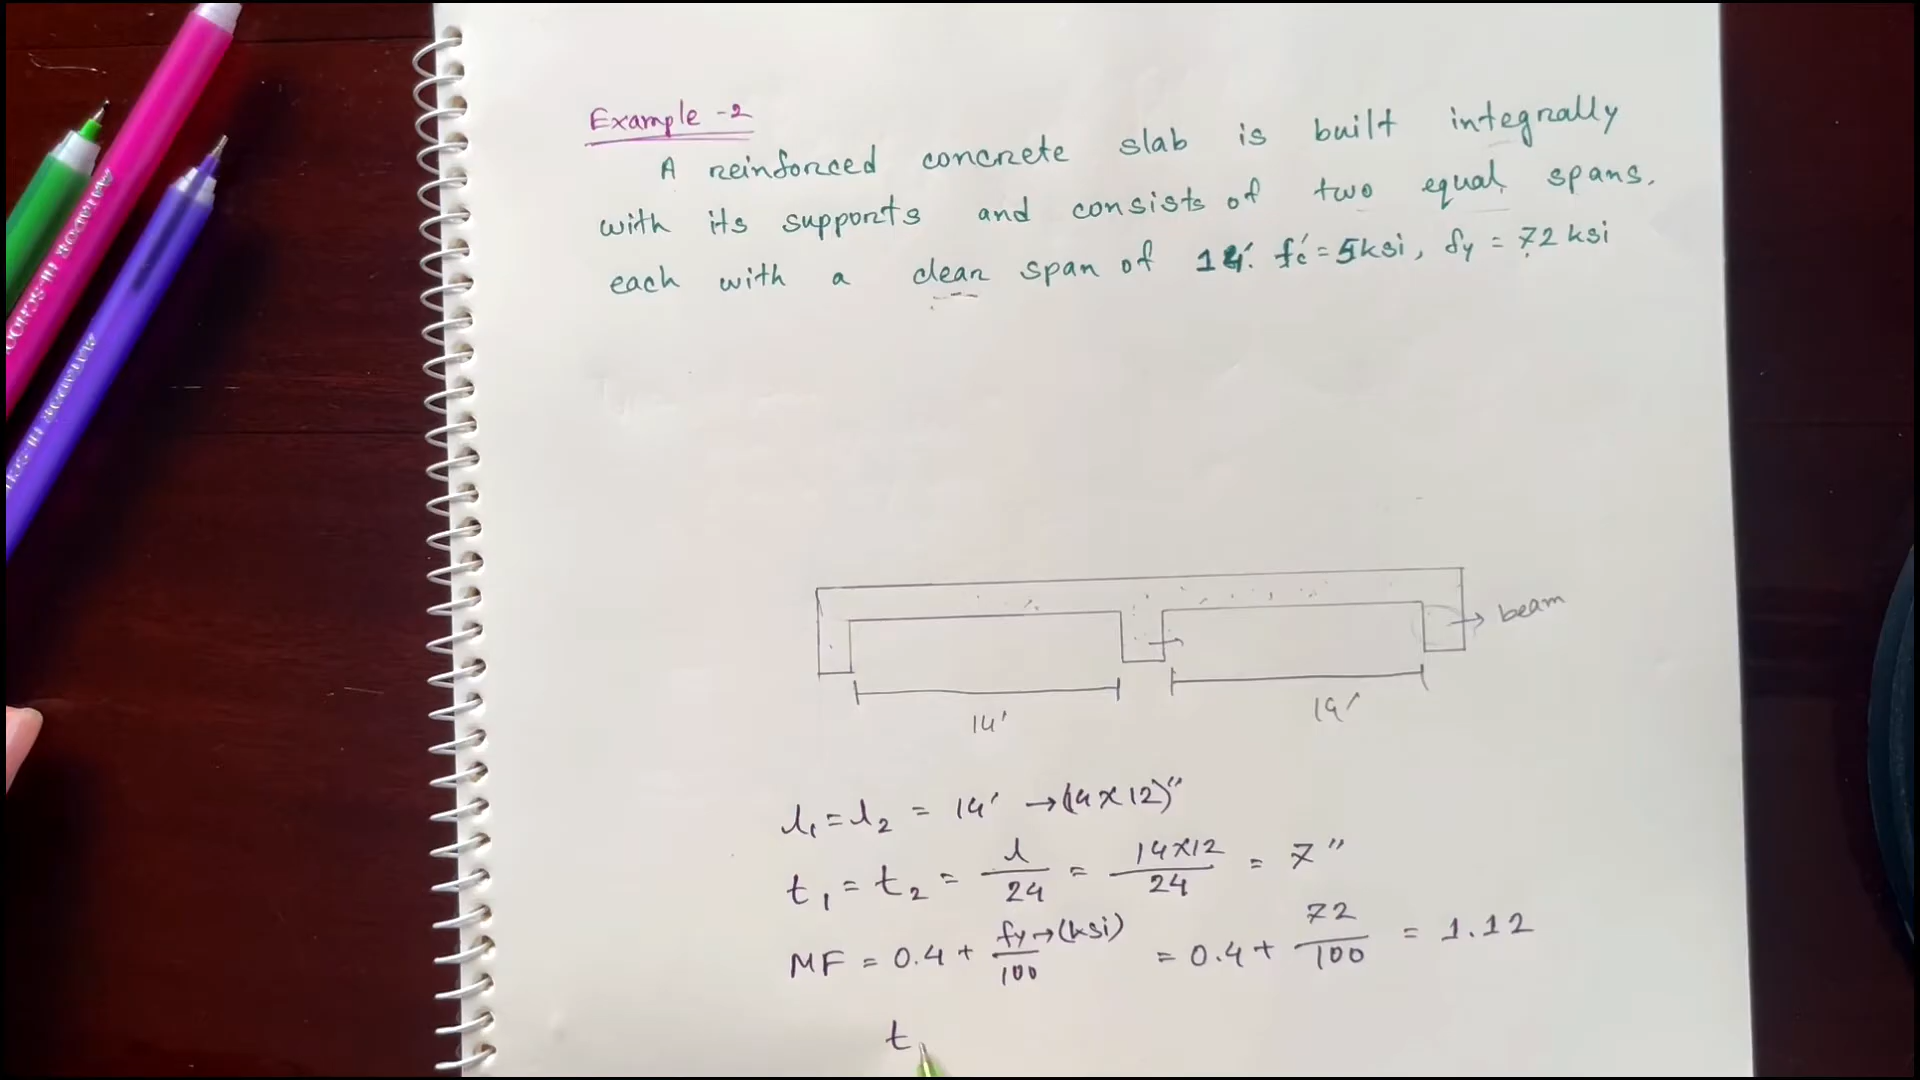 Example -2
A reinforced concrete slab is built integrally
with its supports and consists of two equal spans.
each with a clear span of 14'. fc' = 5ksi, fy = 72 ksi
→ beam
14'
14'
l1 = l2 = 14' → (14 × 12)"
t1 = t2 = l/24 = 14×12/24 = 7"
MF = 0.4 + fy→(ksi)/100 = 0.4 + 72/100 = 1.12
t